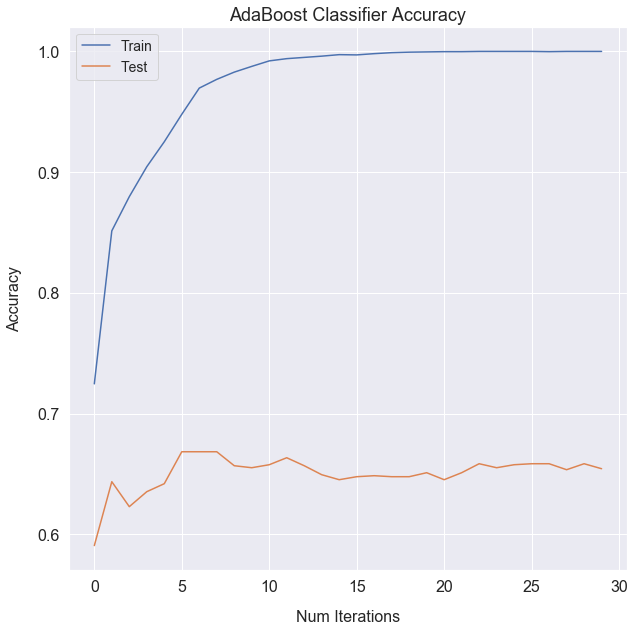 AdaBoost Classifier Accuracy
Train
Test
1.0
0.9
0.8
0.7
0.6
Accuracy
0 5 10 15 20 25 30
Num Iterations